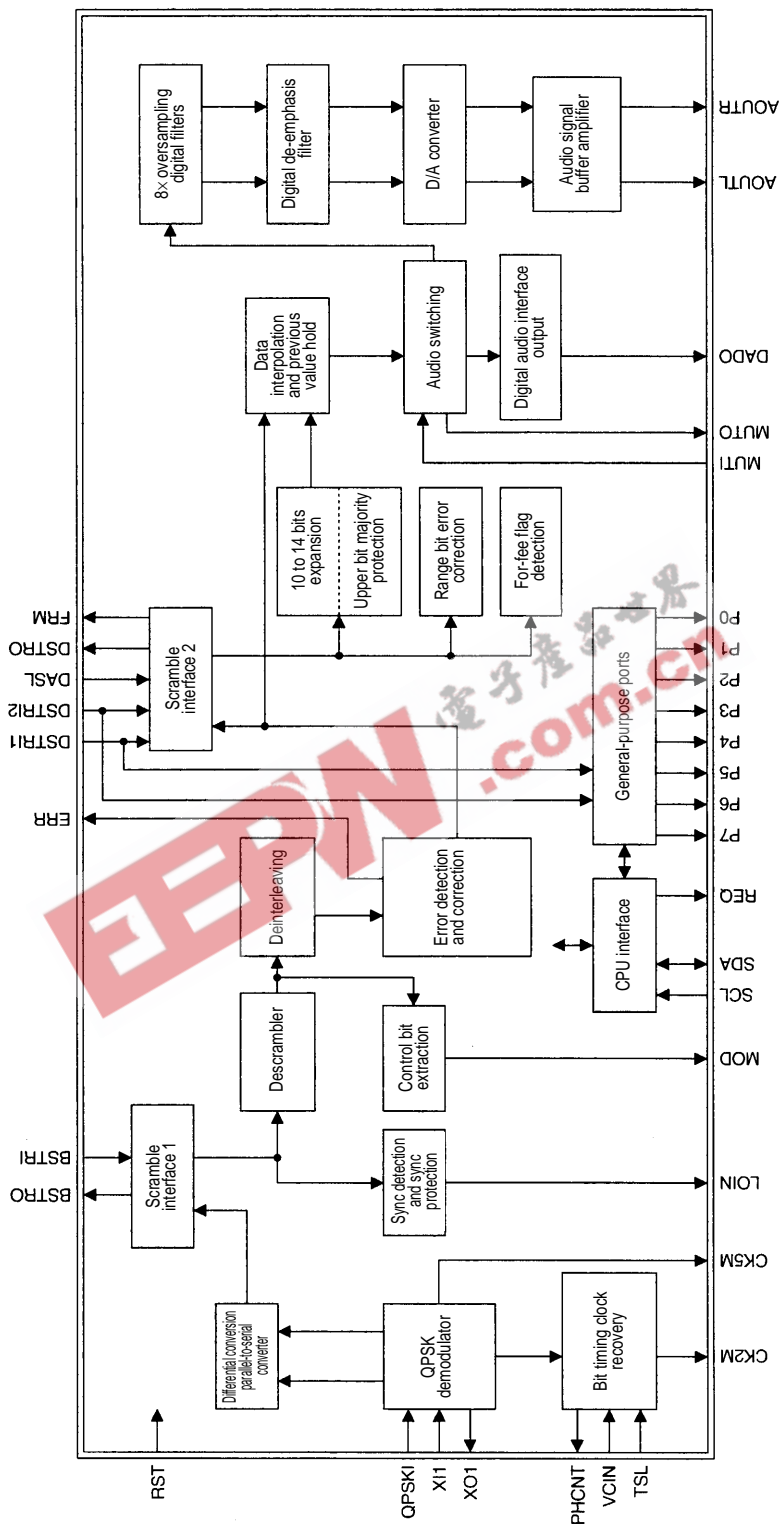 8× oversampling
digital filters
Digital de-emphasis
filter
D/A converter
Audio signal
buffer amplifier
AOUTR
AOUTL
Data
interpolation
and previous
value hold
Audio switching
Digital audio interface
output
DADO
MUTO
MUTI
10 to 14 bits
expansion
Upper bit majority
protection
Range bit error
correction
For-fee flag
detection
FRM
DSTRO
DASL
DSTRI2
DSTRI1
Scramble
interface 2
General-purpose ports
P0
P1
P2
P3
P4
P5
P6
P7
ERR
Deinterleaving
Error detection
and correction
CPU interface
REQ
SDA
SCL
Descrambler
Control bit
extraction
MOD
BSTRI
BSTRO
Scramble
interface 1
Sync detection
and sync
protection
LOIN
Differential conversion
parallel-to-serial
converter
QPSK
demodulator
Bit timing clock
recovery
CK5M
CK2M
RST
QPSKI
XI1
XO1
PHCNT
VCIN
TSL
EEPW
.com.cn
電子產品世界